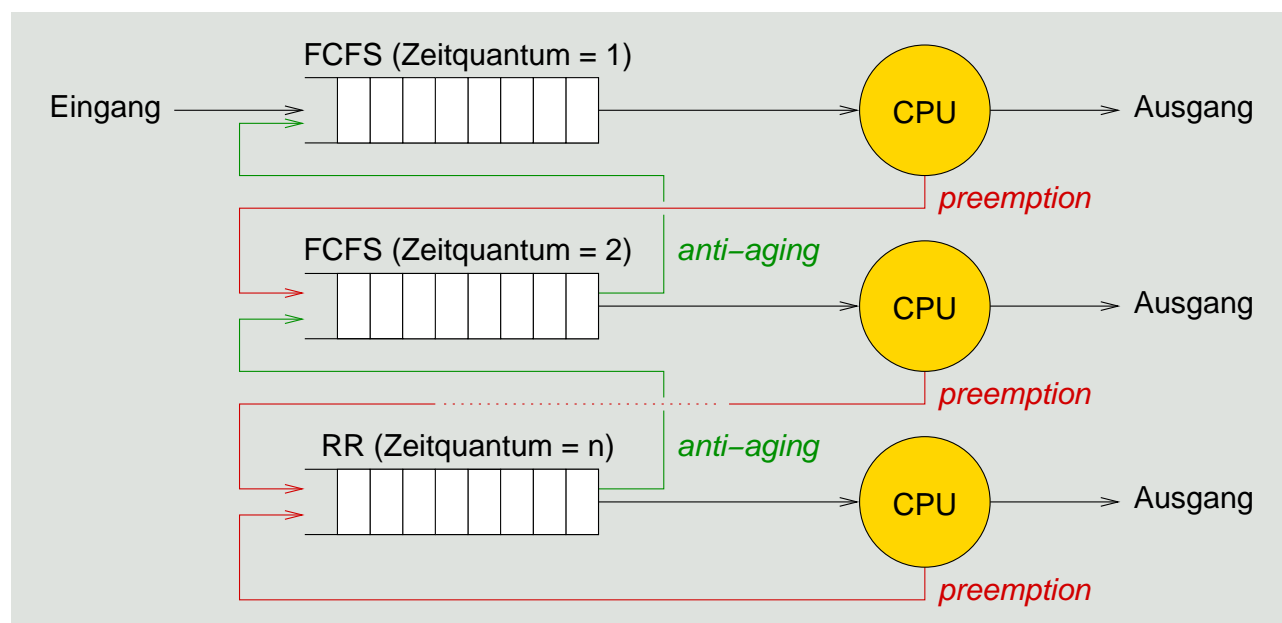 FCFS (Zeitquantum = 1)
Eingang
CPU
Ausgang
preemption
FCFS (Zeitquantum = 2)
anti−aging
CPU
Ausgang
preemption
RR (Zeitquantum = n)
anti−aging
CPU
Ausgang
preemption